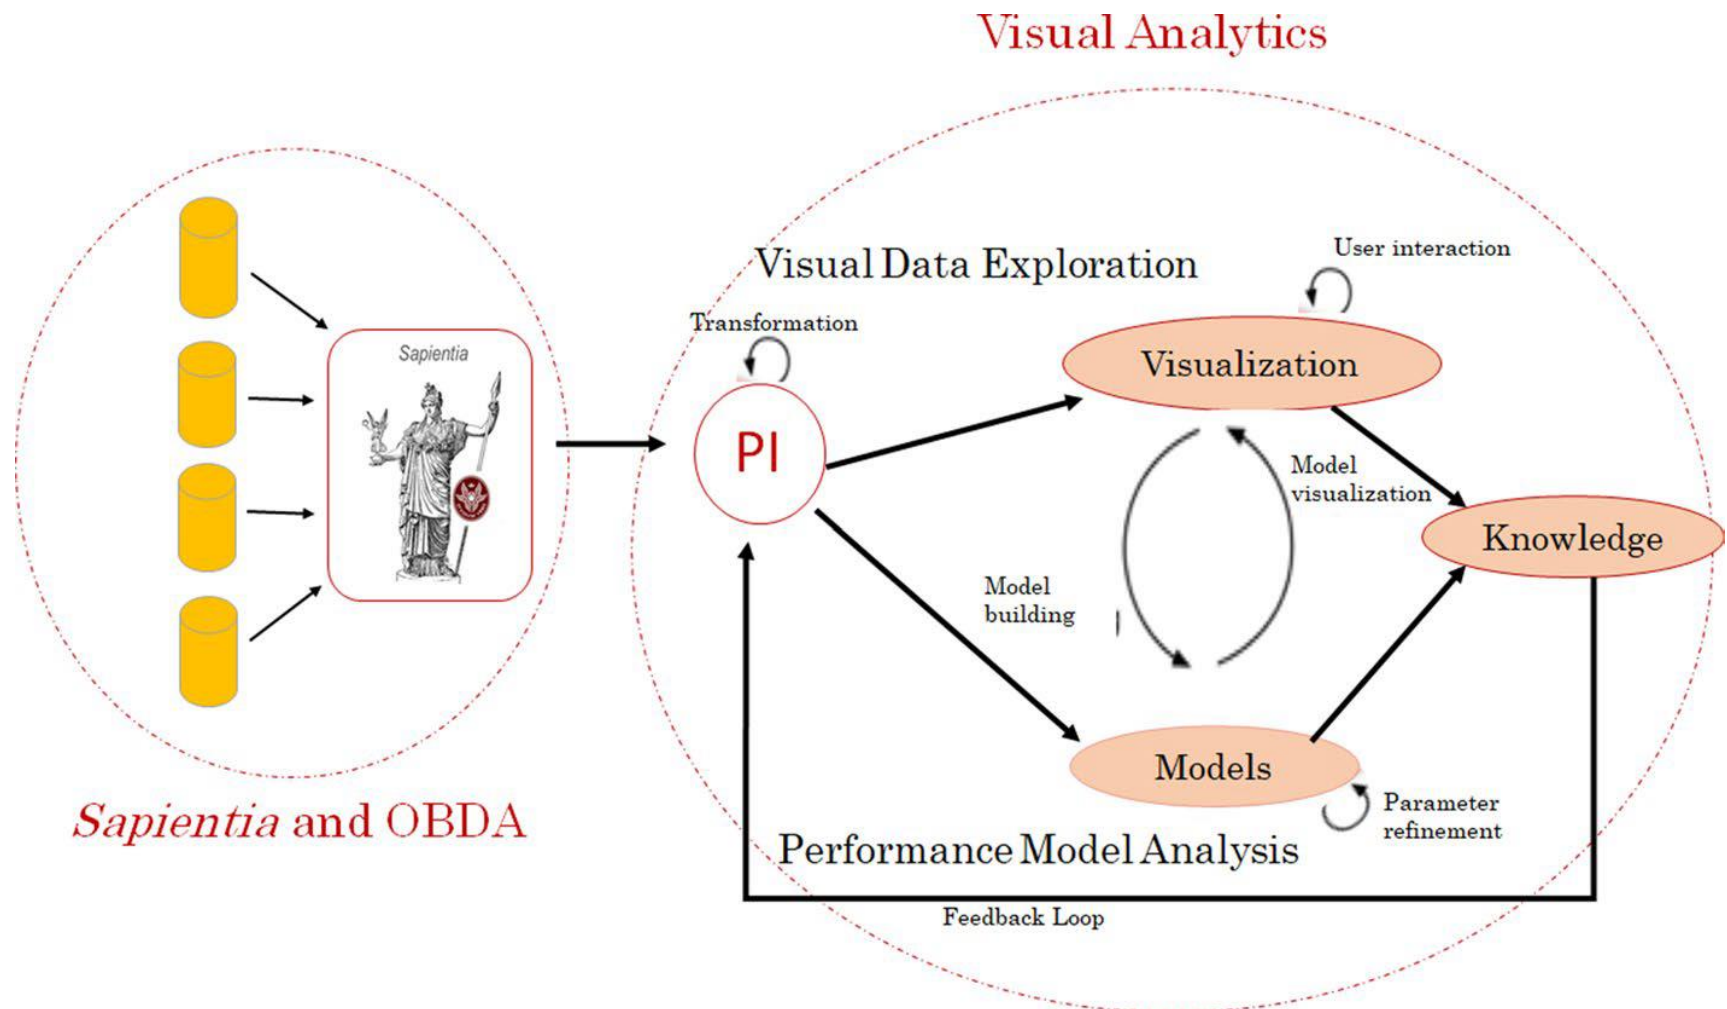 Visual Analytics
User interaction
Visual Data Exploration
Transformation
Sapientia
Visualization
PI
Model
visualization
Knowledge
Model
building
Models
Parameter
refinement
Sapientia and OBDA
Performance Model Analysis
Feedback Loop